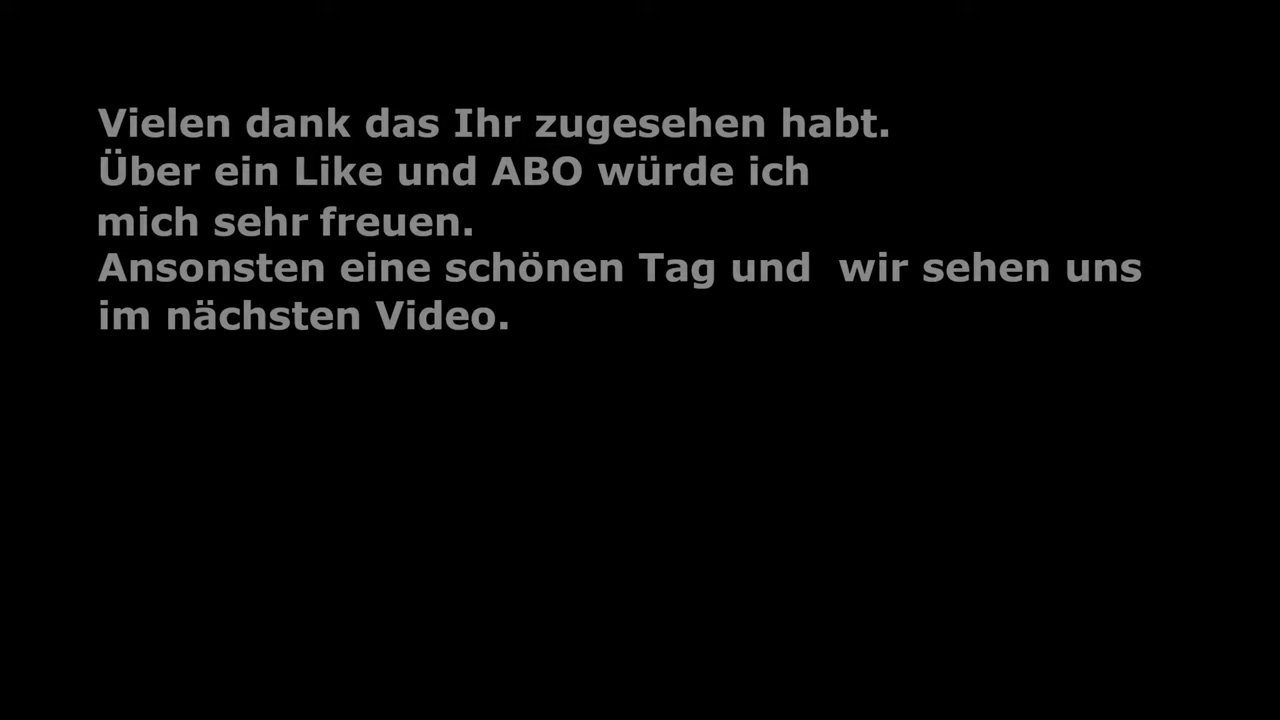 Vielen dank das Ihr zugesehen habt.
Über ein Like und ABO würde ich
mich sehr freuen.
Ansonsten eine schönen Tag und  wir sehen uns
im nächsten Video.